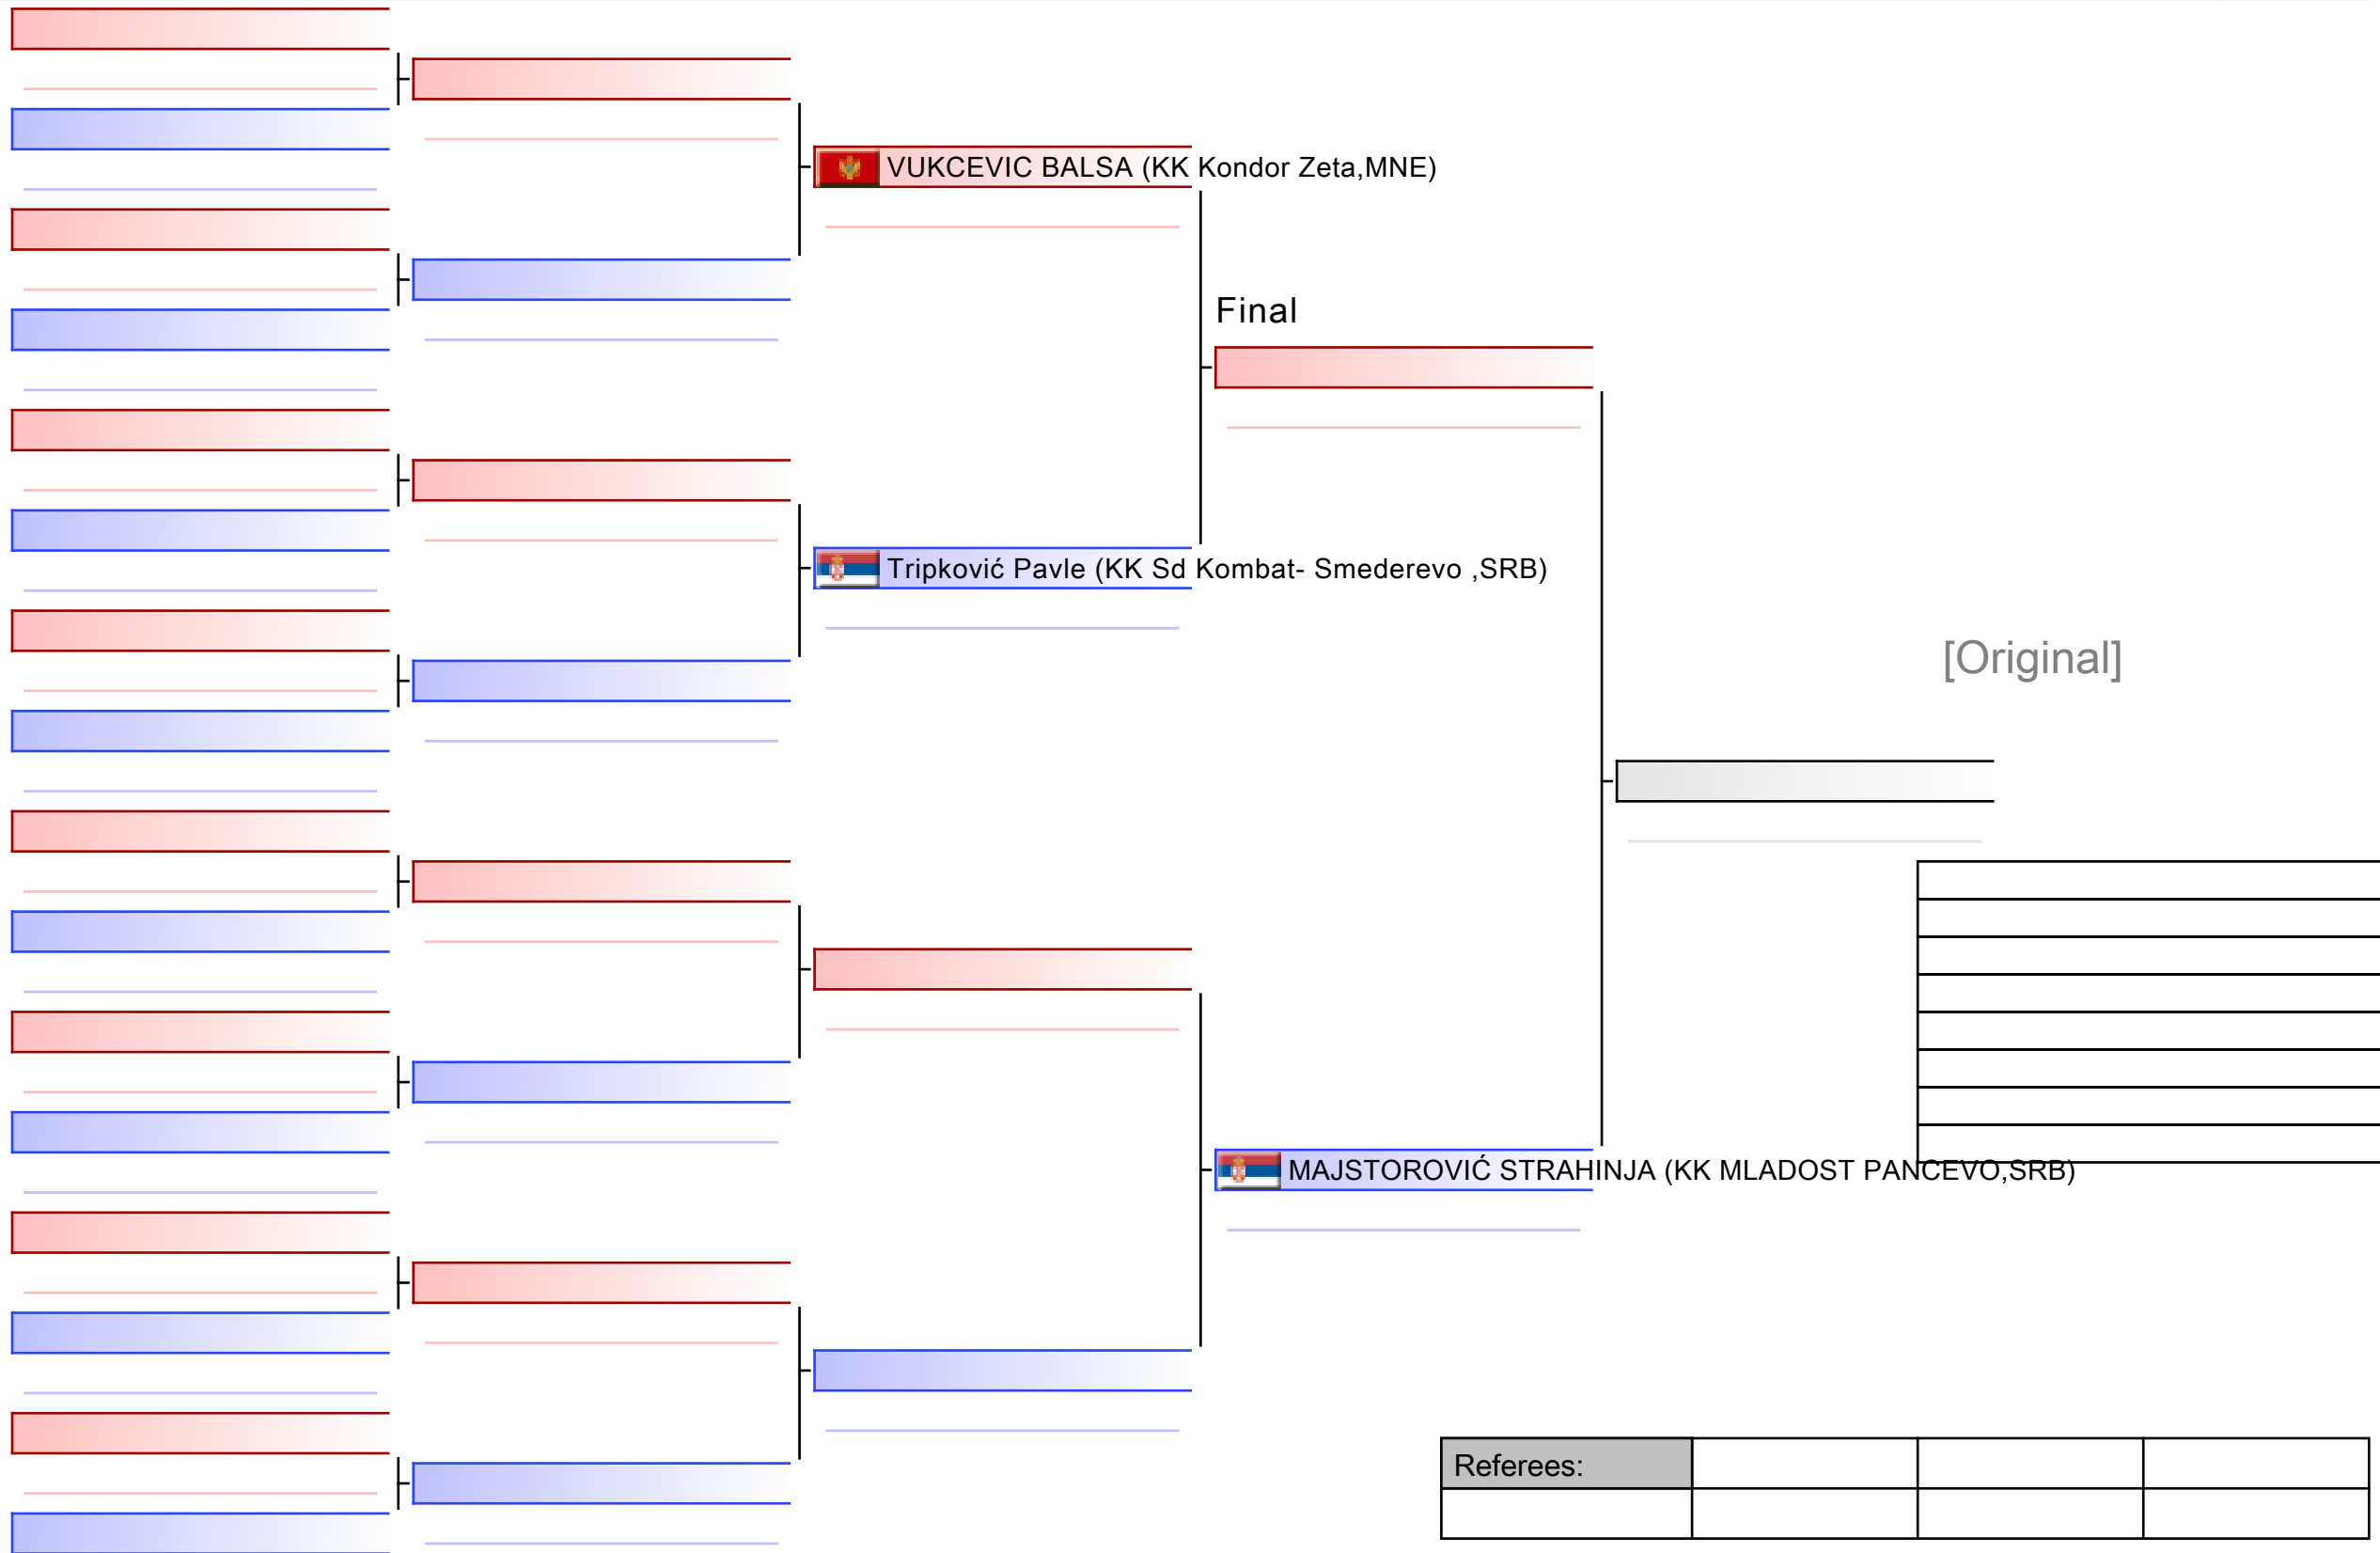 VUKCEVIC BALSA (KK Kondor Zeta,MNE)
Final
Tripković Pavle (KK Sd Kombat- Smederevo ,SRB)
[Original]
MAJSTOROVIĆ STRAHINJA (KK MLADOST PANCEVO,SRB)
Referees: